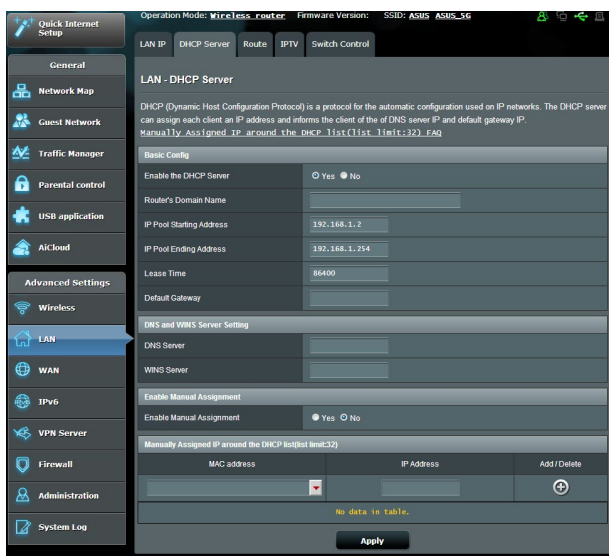 Operation Mode: Wireless router Firmware Version: SSID: ASUS ASUS_5G
Quick Internet
Setup
LAN IP DHCP Server Route IPTV Switch Control
General
Network Map
Guest Network
Traffic Manager
Parental control
USB application
AiCloud
Advanced Settings
Wireless
LAN
WAN
IPv6
VPN Server
Firewall
Administration
System Log
LAN - DHCP Server
DHCP (Dynamic Host Configuration Protocol) is a protocol for the automatic configuration used on IP networks. The DHCP server
can assign each client an IP address and informs the client of the of DNS server IP and default gateway IP.
Manually Assigned IP around the DHCP list(list limit:32) FAQ
Basic Config
Enable the DHCP Server Yes No
Router's Domain Name
IP Pool Starting Address 192.168.1.2
IP Pool Ending Address 192.168.1.254
Lease Time 86400
Default Gateway
DNS and WINS Server Setting
DNS Server
WINS Server
Enable Manual Assignment
Enable Manual Assignment Yes No
Manually Assigned IP around the DHCP list(list limit:32)
MAC address IP Address Add / Delete
No data in table.
Apply